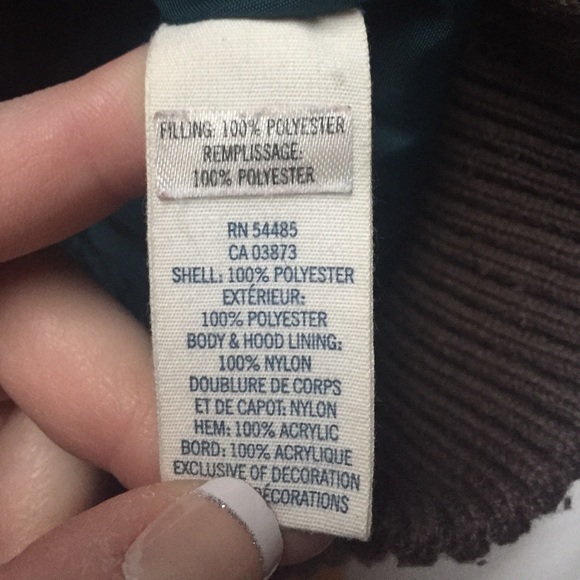 FILLING: 100% POLYESTER
REMPLISSAGE:
100% POLYESTER
RN 54485
CA 03873
SHELL: 100% POLYESTER
EXTÉRIEUR:
100% POLYESTER
BODY & HOOD LINING:
100% NYLON
DOUBLURE DE CORPS
ET DE CAPOT: NYLON
HEM: 100% ACRYLIC
BORD: 100% ACRYLIQUE
EXCLUSIVE OF DECORATION
DÉCORATIONS